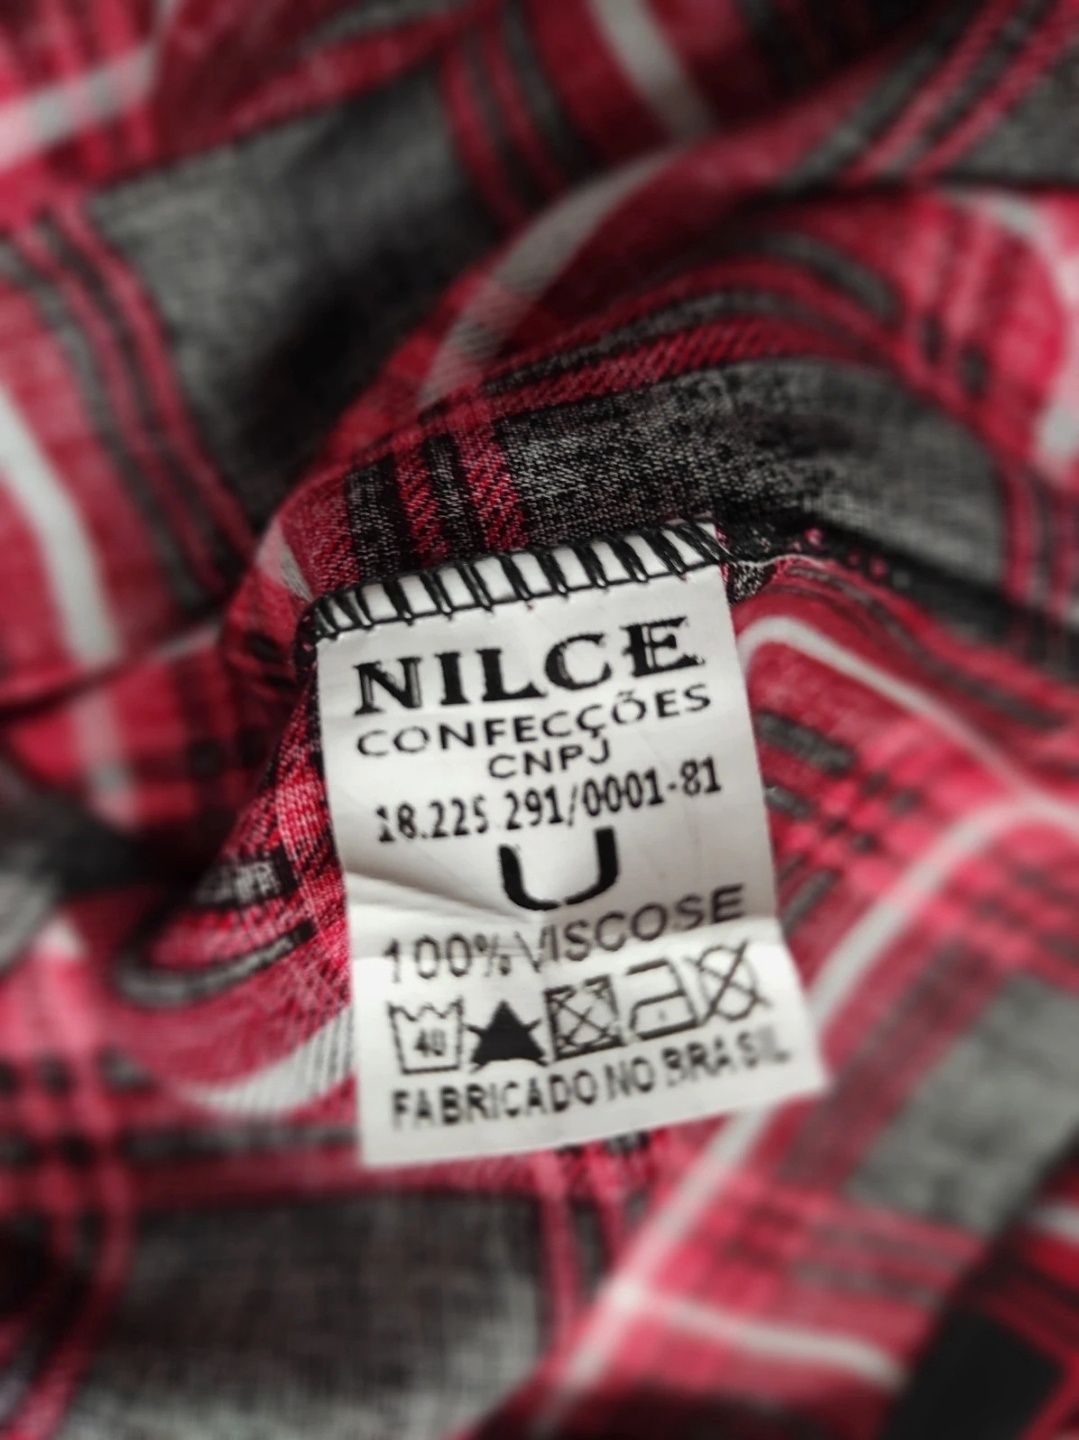 NILCE
CONFECÇÕES
CNPJ
18.225.291/0001-81
U
100% VISCOSE
40
FABRICADO NO BRASIL